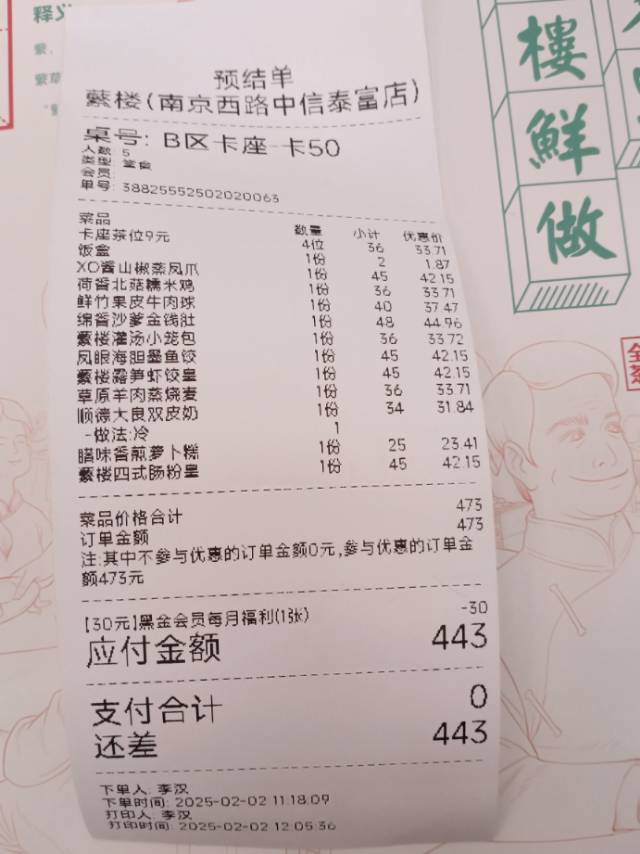 预结单
蘩楼(南京西路中信泰富店)
桌号: B区卡座-卡50
人数: 5
类型: 堂食
会员:
单号: 38825552502020063
菜品 数量 小计 优惠价
卡座茶位9元 4位 36 33.71
饭盒 1份 2 1.87
XO酱山椒蒸凤爪 1份 45 42.15
荷香北菇糯米鸡 1份 36 33.71
鲜竹果皮牛肉球 1份 40 37.47
绵香沙爹金钱肚 1份 48 44.96
蘩楼灌汤小笼包 1份 36 33.72
凤眼海胆墨鱼饺 1份 45 42.15
蘩楼露笋虾饺皇 1份 45 42.15
草原羊肉蒸烧麦 1份 36 33.71
顺德大良双皮奶 1份 34 31.84
-做法:冷 1
腊味香煎萝卜糕 1份 25 23.41
蘩楼四式肠粉皇 1份 45 42.15
菜品价格合计 473
订单金额 473
注:其中不参与优惠的订单金额0元,参与优惠的订单金
额473元
【30元】黑金会员每月福利(1张) -30
应付金额 443
支付合计 0
还差 443
下单人: 李汉
下单时间: 2025-02-02 11:18:09
打印人: 李汉
打印时间: 2025-02-02 12:05:36
释义
樓
鮮
做